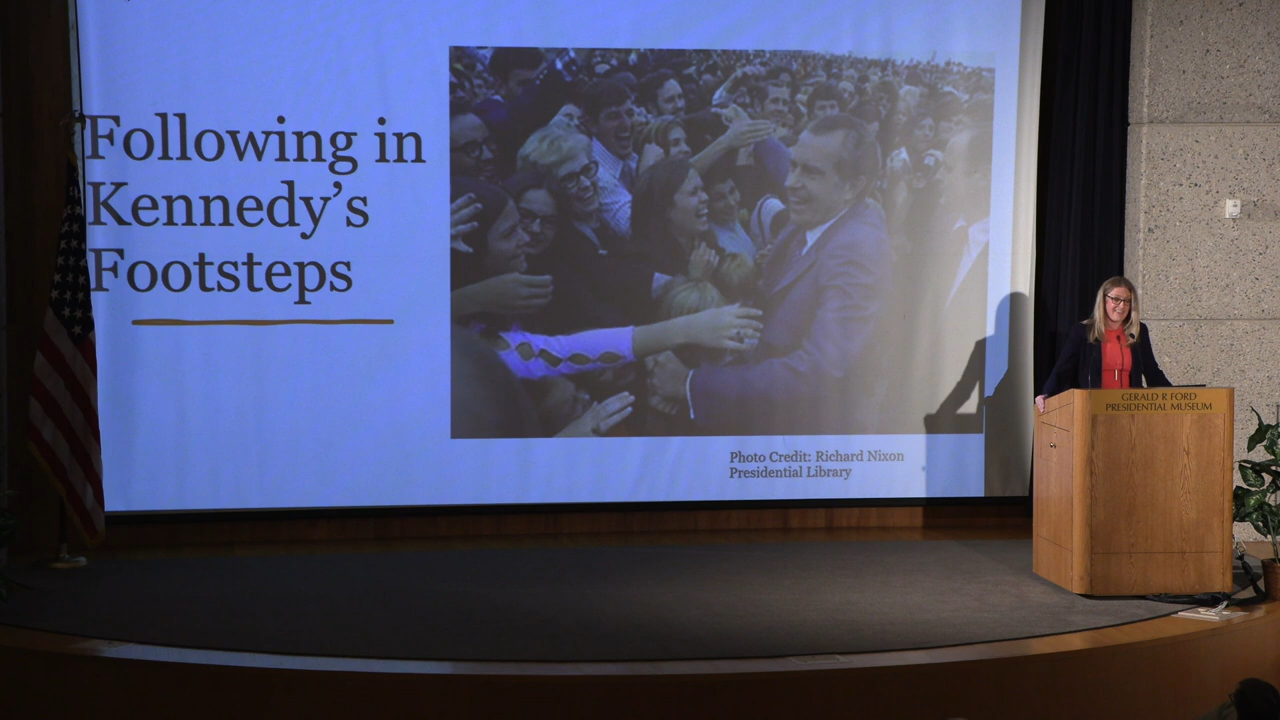 Following in
Kennedy’s
Footsteps
Photo Credit: Richard Nixon
Presidential Library
GERALD R FORD
PRESIDENTIAL MUSEUM